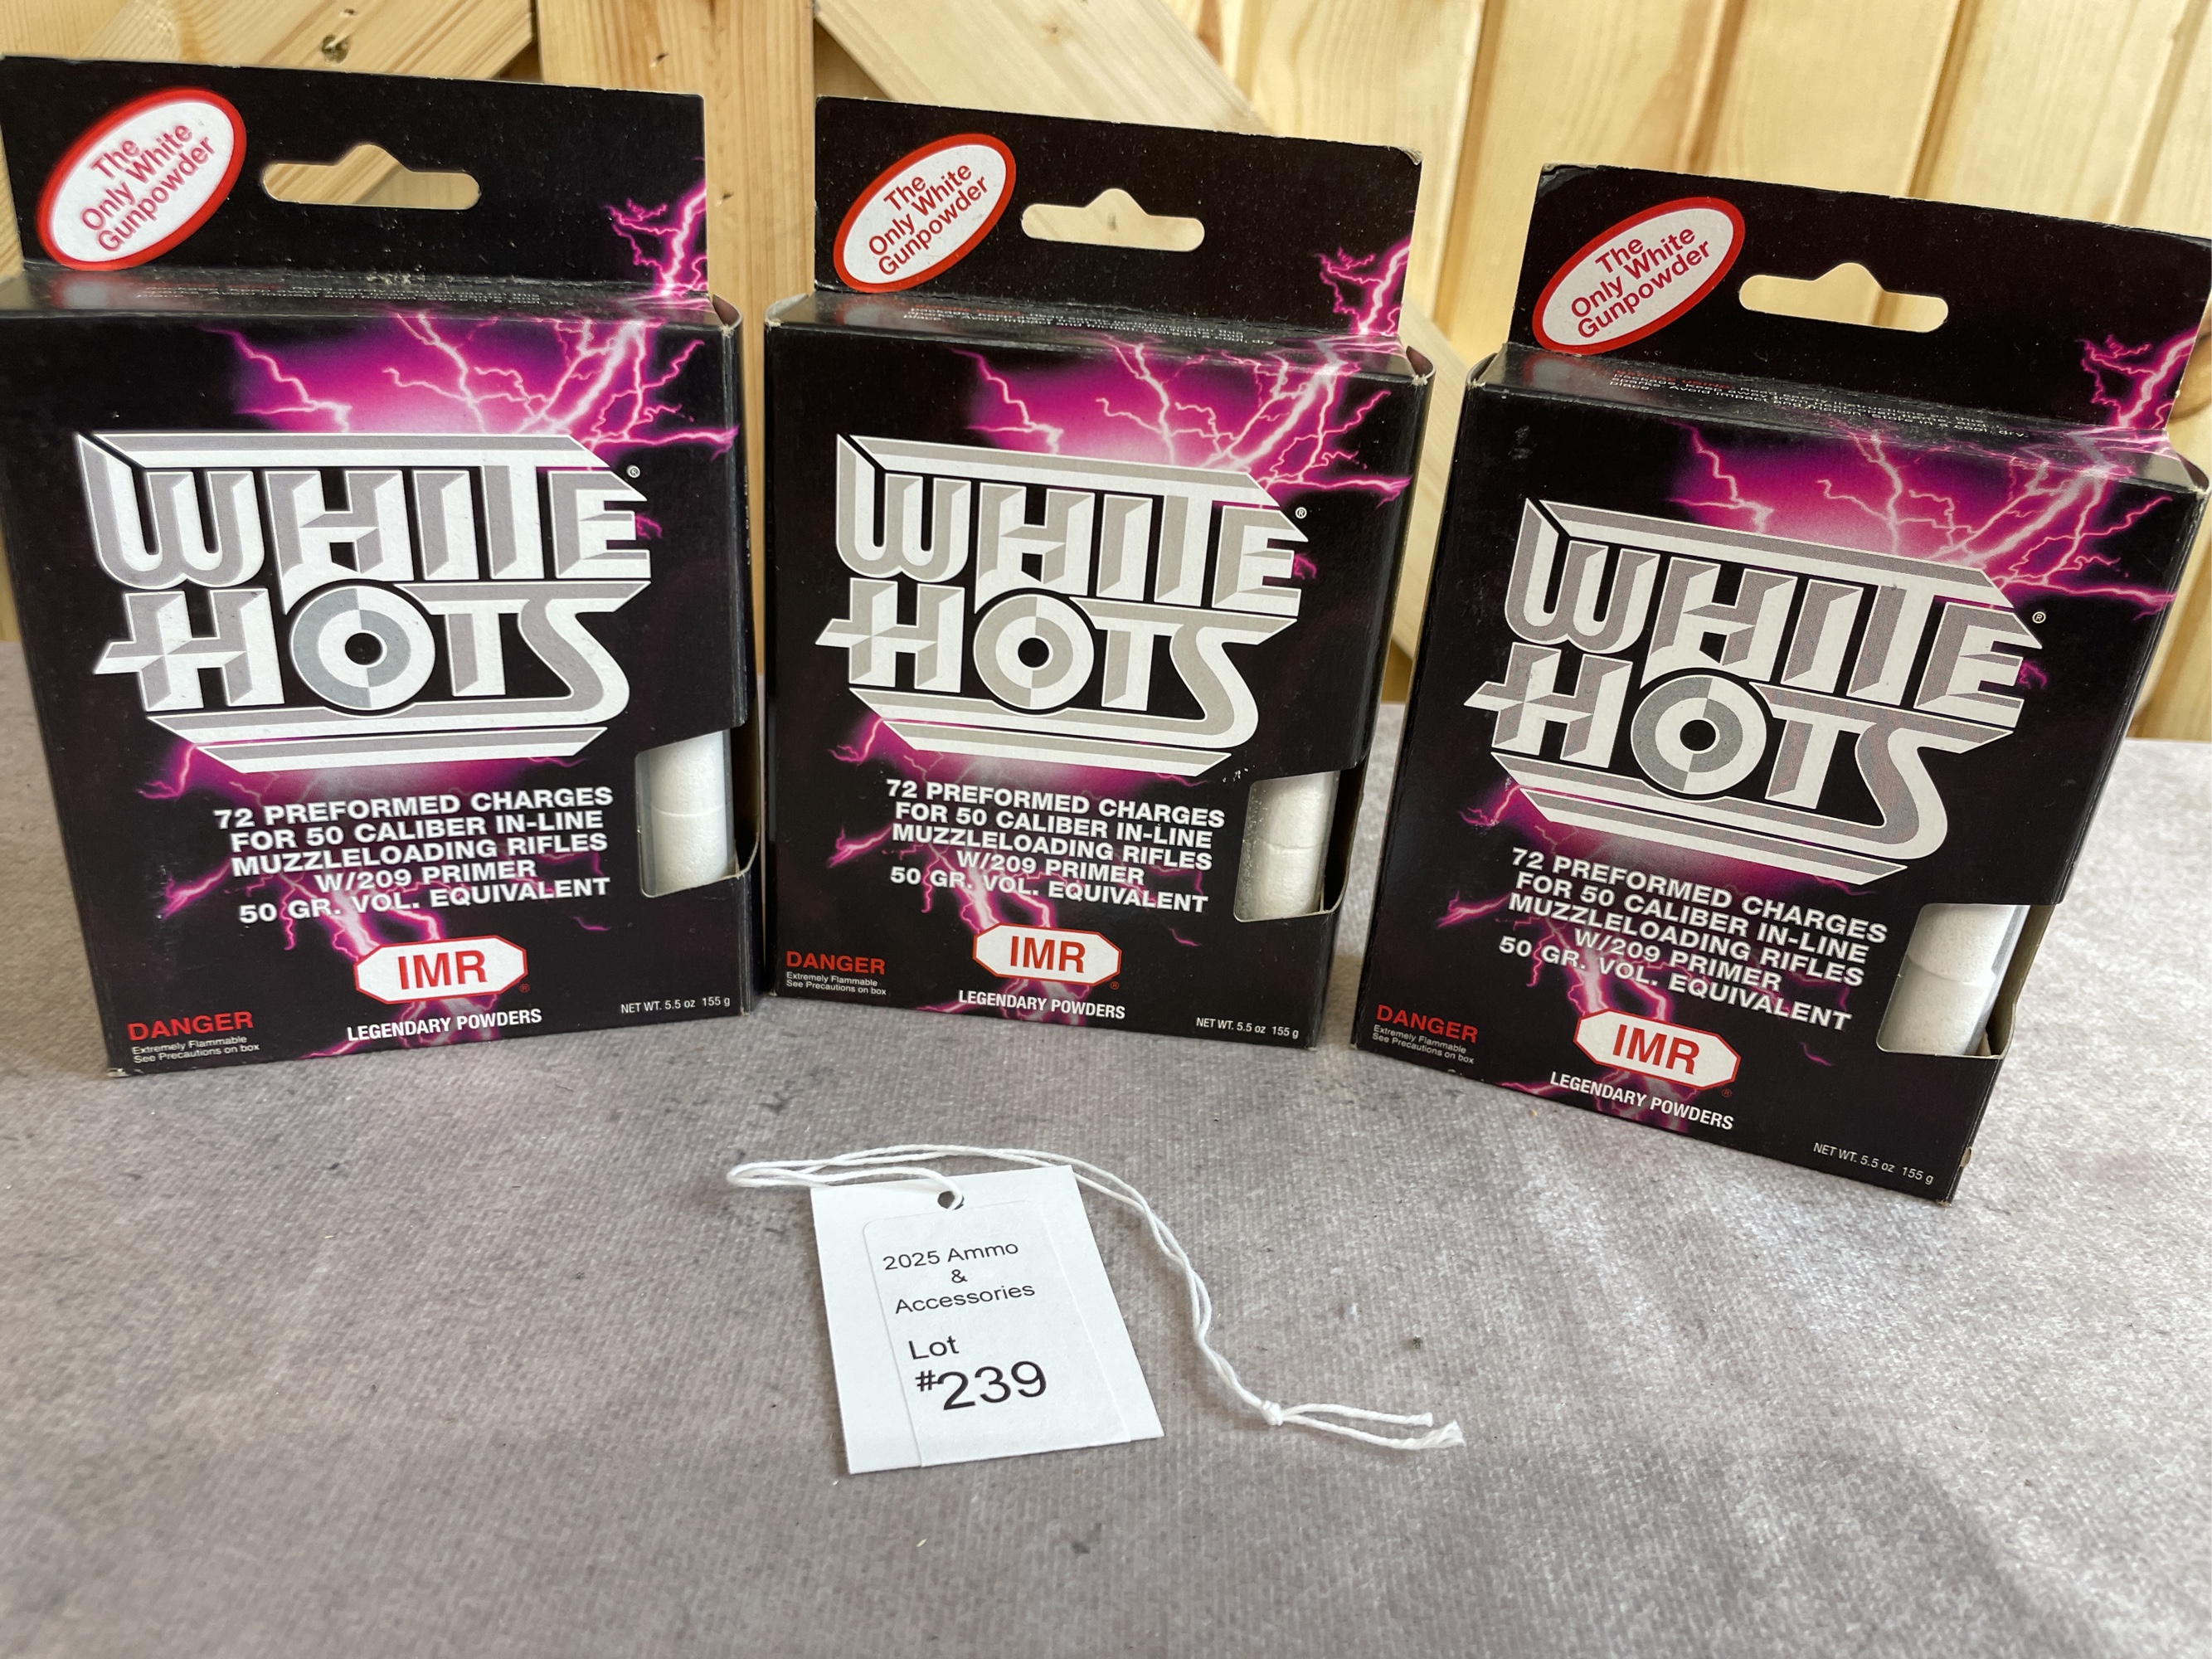 The
Only White
Gunpowder
WHITE
HOTS®
72 PREFORMED CHARGES
FOR 50 CALIBER IN-LINE
MUZZLELOADING RIFLES
W/209 PRIMER
50 GR. VOL. EQUIVALENT
IMR®
LEGENDARY POWDERS
DANGER
Extremely Flammable
See Precautions on box
NET WT. 5.5 oz 155 g
The
Only White
Gunpowder
WHITE
HOTS®
72 PREFORMED CHARGES
FOR 50 CALIBER IN-LINE
MUZZLELOADING RIFLES
W/209 PRIMER
50 GR. VOL. EQUIVALENT
DANGER
Extremely Flammable
See Precautions on box
IMR®
LEGENDARY POWDERS
NET WT. 5.5 oz 155 g
The
Only White
Gunpowder
WHITE
HOTS®
72 PREFORMED CHARGES
FOR 50 CALIBER IN-LINE
MUZZLELOADING RIFLES
W/209 PRIMER
50 GR. VOL. EQUIVALENT
DANGER
Extremely Flammable
See Precautions on box
IMR®
LEGENDARY POWDERS
NET WT. 5.5 oz 155 g
2025 Ammo
&
Accessories
Lot
#239